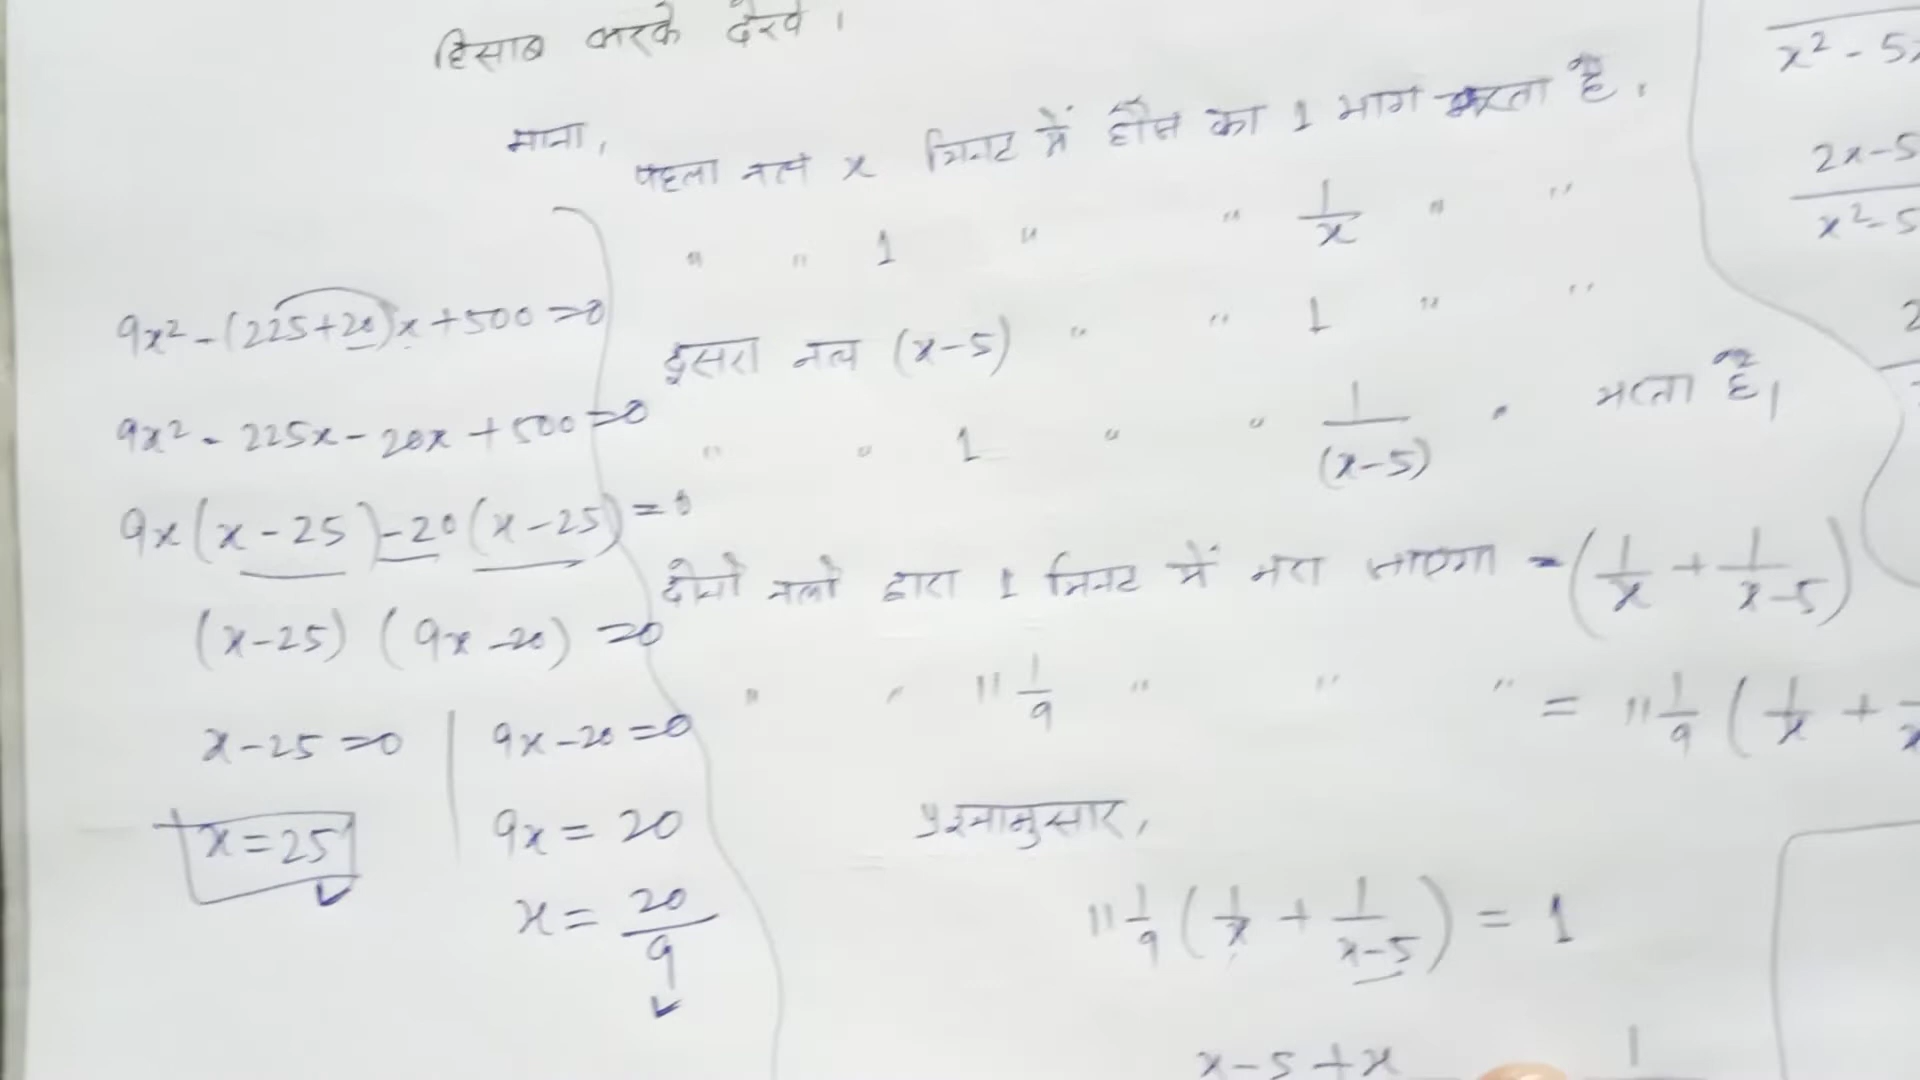 हिसाब करके देखे ।
माना,
पहला नल x मिनट में हौज का 1 भाग भरता है ।
" " 1 " " 1/x " "
दुसरा नल (x-5) " " 1 " "
" " 1 " " 1/(x-5) " भरता है ।
दोनो नलो द्वारा 1 मिनट में भरा जाएगा = (1/x + 1/x-5)
" " 11 1/9 " " " = 11 1/9 (1/x +
प्रश्नानुसार,
11 1/9 (1/x + 1/x-5) = 1
x-5+x
9x² - (225+20)x + 500 = 0
9x² - 225x - 20x + 500 = 0
9x(x-25) - 20(x-25) = 0
(x-25) (9x-20) = 0
x-25 = 0
x = 25
9x-20 = 0
9x = 20
x = 20/9
x² - 5x
2x-5
x²-5
2